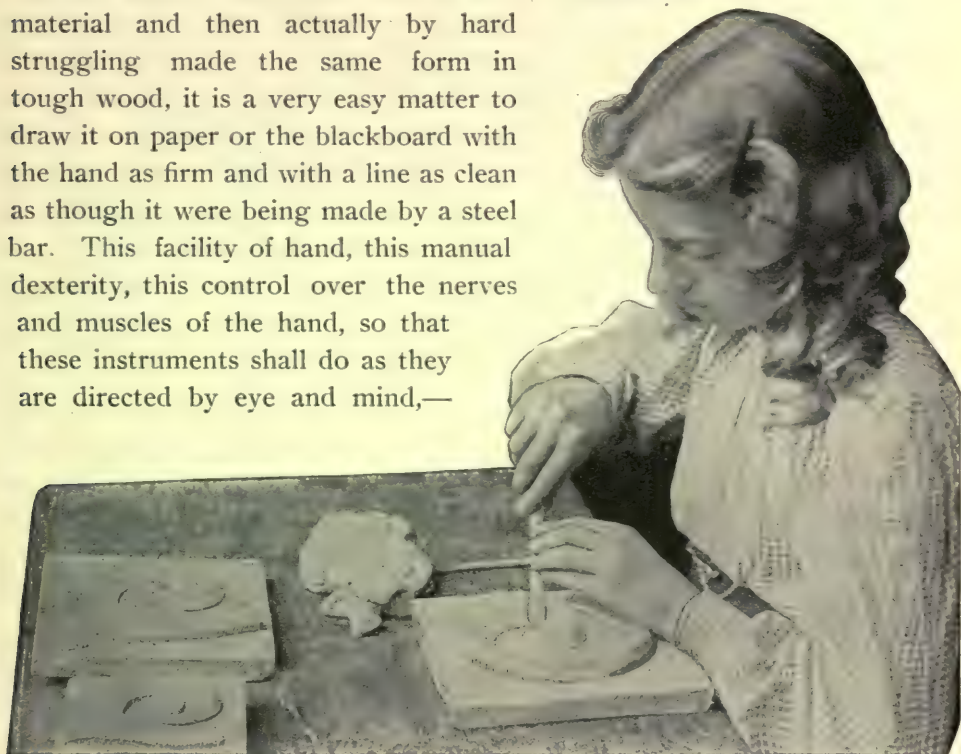 material and then actually by hard
struggling made the same form in
tough wood, it is a very easy matter to
draw it on paper or the blackboard with
the hand as firm and with a line as clean
as though it were being made by a steel
bar. This facility of hand, this manual
dexterity, this control over the nerves
and muscles of the hand, so that
these instruments shall do as they
are directed by eye and mind,—